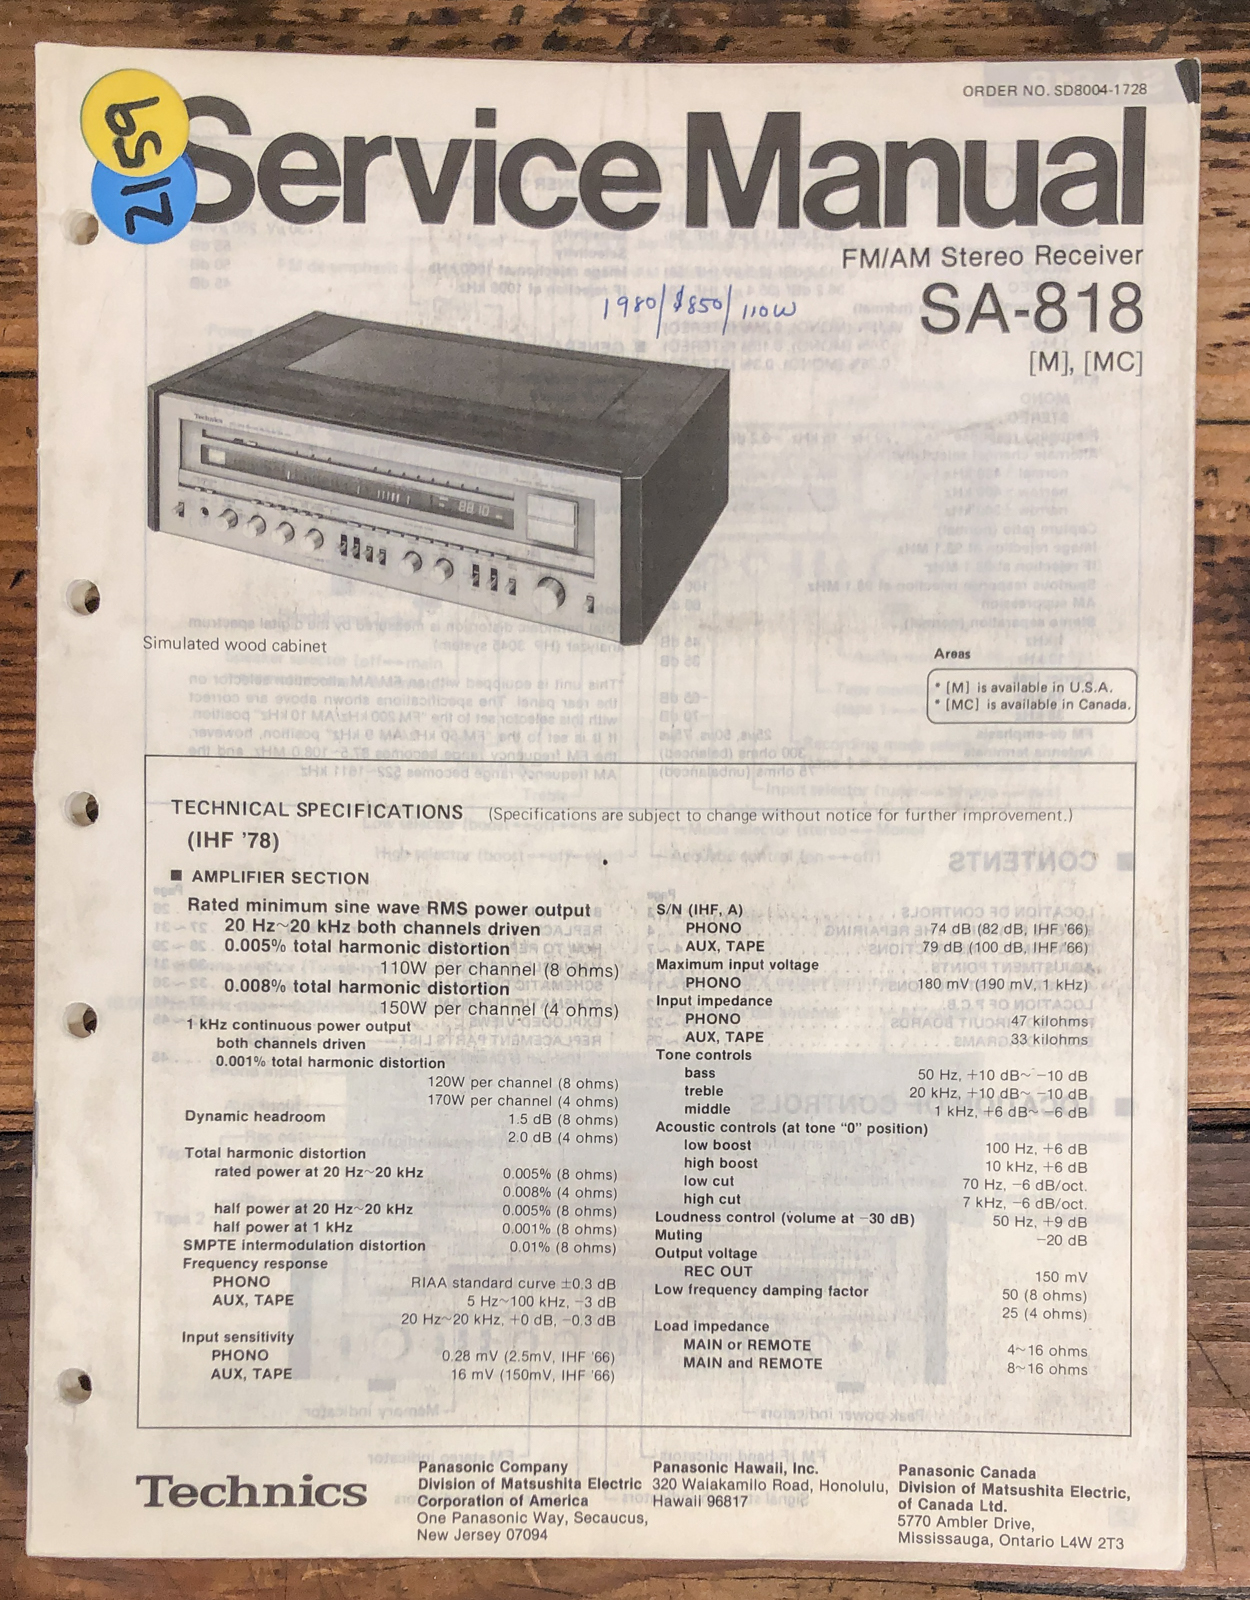 ORDER NO. SD8004-1728
659
21
Service Manual
FM/AM Stereo Receiver
SA-818
[M], [MC]
1980/$850/110W
Technics
8810
Simulated wood cabinet
Areas
* [M] is available in U.S.A.
* [MC] is available in Canada.
TECHNICAL SPECIFICATIONS (Specifications are subject to change without notice for further improvement.)
(IHF '78)
■ AMPLIFIER SECTION
Rated minimum sine wave RMS power output
20 Hz~20 kHz both channels driven
0.005% total harmonic distortion
110W per channel (8 ohms)
0.008% total harmonic distortion
150W per channel (4 ohms)
1 kHz continuous power output
both channels driven
0.001% total harmonic distortion
120W per channel (8 ohms)
170W per channel (4 ohms)
Dynamic headroom 1.5 dB (8 ohms)
2.0 dB (4 ohms)
Total harmonic distortion
rated power at 20 Hz~20 kHz 0.005% (8 ohms)
0.008% (4 ohms)
half power at 20 Hz~20 kHz 0.005% (8 ohms)
half power at 1 kHz 0.001% (8 ohms)
SMPTE intermodulation distortion 0.01% (8 ohms)
Frequency response
PHONO RIAA standard curve ±0.3 dB
AUX, TAPE 5 Hz~100 kHz, −3 dB
20 Hz~20 kHz, +0 dB, −0.3 dB
Input sensitivity
PHONO 0.28 mV (2.5mV, IHF '66)
AUX, TAPE 16 mV (150mV, IHF '66)
S/N (IHF, A)
PHONO 74 dB (82 dB, IHF '66)
AUX, TAPE 79 dB (100 dB, IHF '66)
Maximum input voltage
PHONO 180 mV (190 mV, 1 kHz)
Input impedance
PHONO 47 kilohms
AUX, TAPE 33 kilohms
Tone controls
bass 50 Hz, +10 dB~ −10 dB
treble 20 kHz, +10 dB~ −10 dB
middle 1 kHz, +6 dB~ −6 dB
Acoustic controls (at tone "0" position)
low boost 100 Hz, +6 dB
high boost 10 kHz, +6 dB
low cut 70 Hz, −6 dB/oct.
high cut 7 kHz, −6 dB/oct.
Loudness control (volume at −30 dB) 50 Hz, +9 dB
Muting −20 dB
Output voltage
REC OUT 150 mV
Low frequency damping factor 50 (8 ohms)
25 (4 ohms)
Load impedance
MAIN or REMOTE 4~16 ohms
MAIN and REMOTE 8~16 ohms
Technics
Panasonic Company
Division of Matsushita Electric
Corporation of America
One Panasonic Way, Secaucus,
New Jersey 07094
Panasonic Hawaii, Inc.
320 Waiakamilo Road, Honolulu,
Hawaii 96817
Panasonic Canada
Division of Matsushita Electric,
of Canada Ltd.
5770 Ambler Drive,
Mississauga, Ontario L4W 2T3